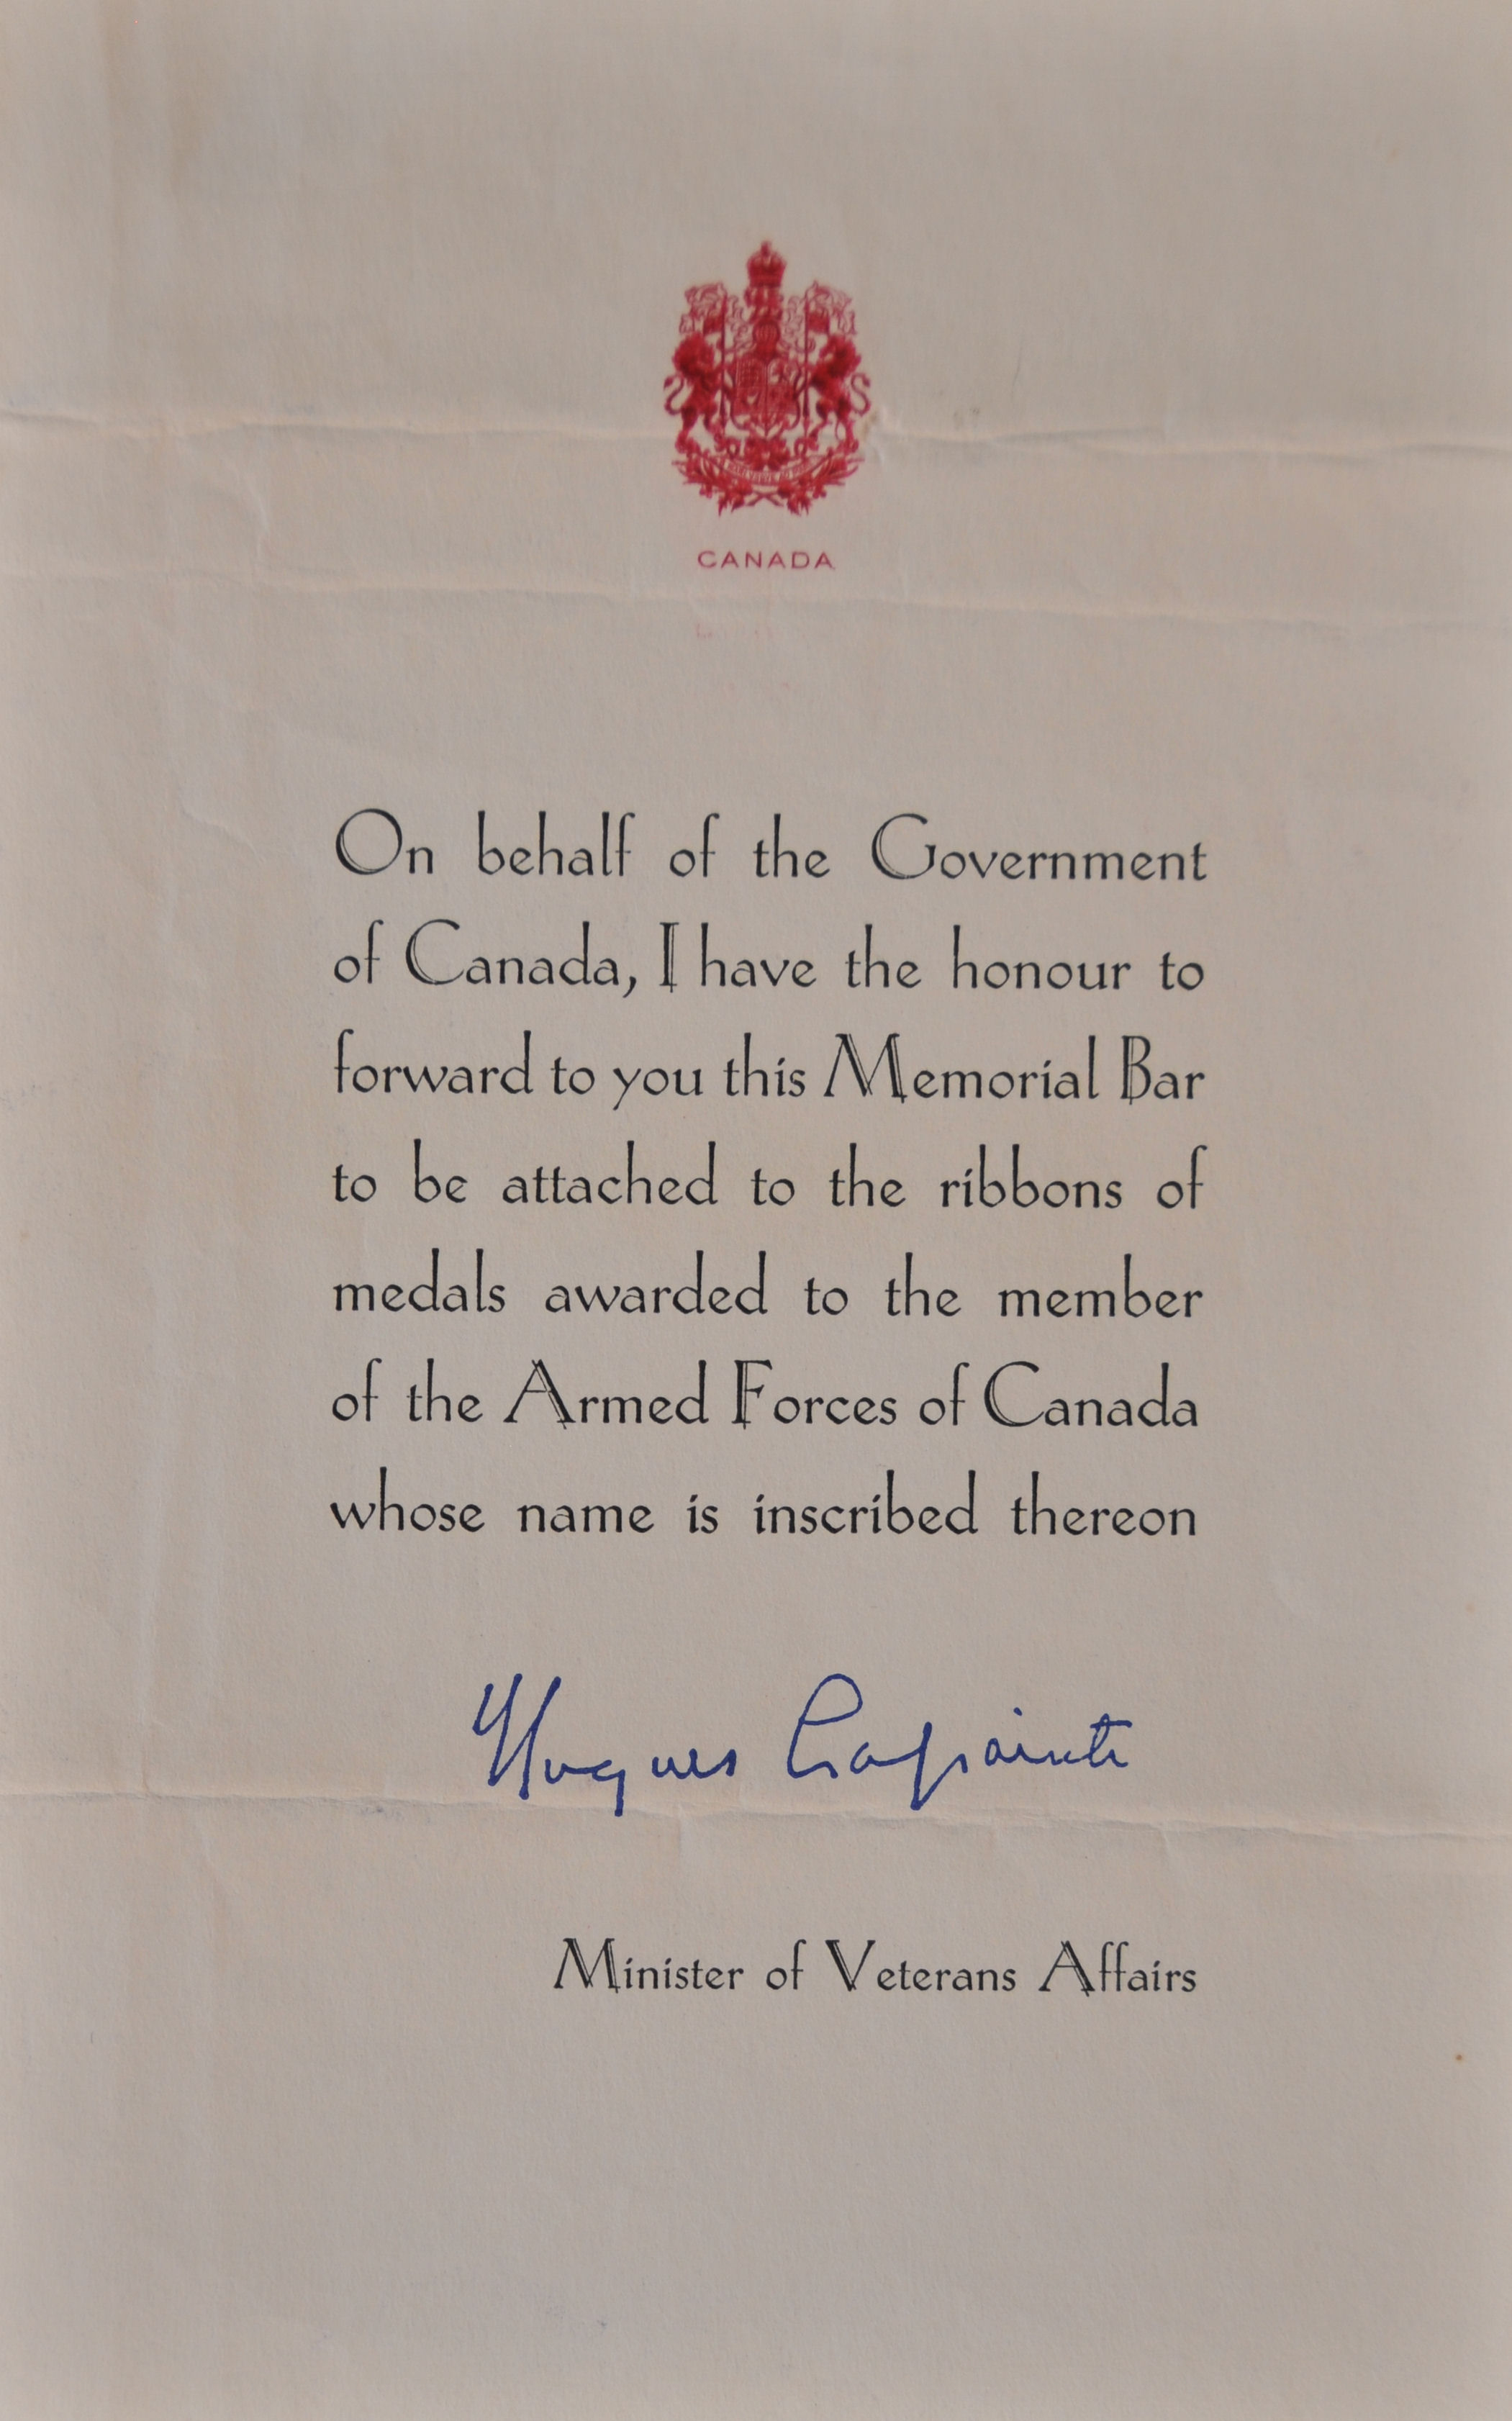 CANADA
On behalf of the Government
of Canada, I have the honour to
forward to you this Memorial Bar
to be attached to the ribbons of
medals awarded to the member
of the Armed Forces of Canada
whose name is inscribed thereon
Hugues Lapointe
Minister of Veterans Affairs